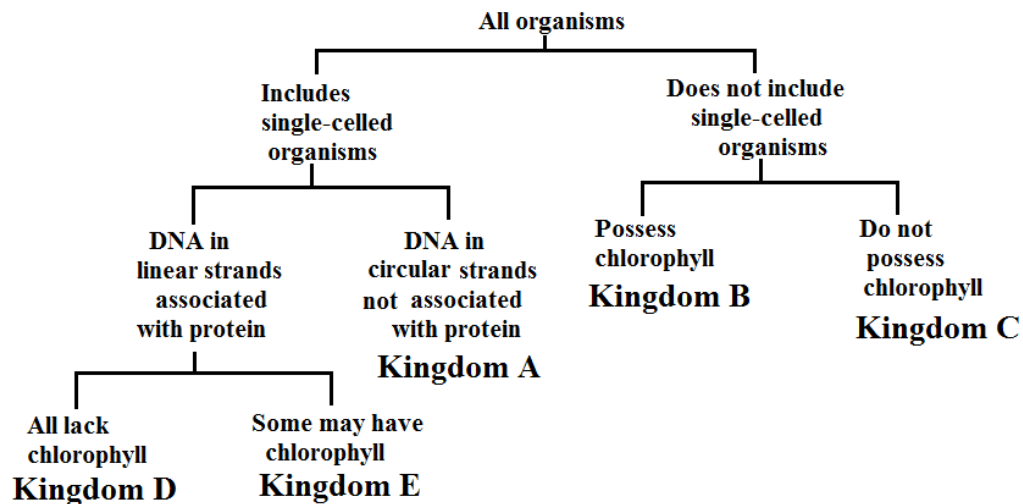 All organisms
Includes
single-celled
organisms
Does not include
single-celled
organisms
DNA in
linear strands
associated
with protein
DNA in
circular strands
not associated
with protein
Kingdom A
Possess
chlorophyll
Kingdom B
Do not
possess
chlorophyll
Kingdom C
All lack
chlorophyll
Kingdom D
Some may have
chlorophyll
Kingdom E